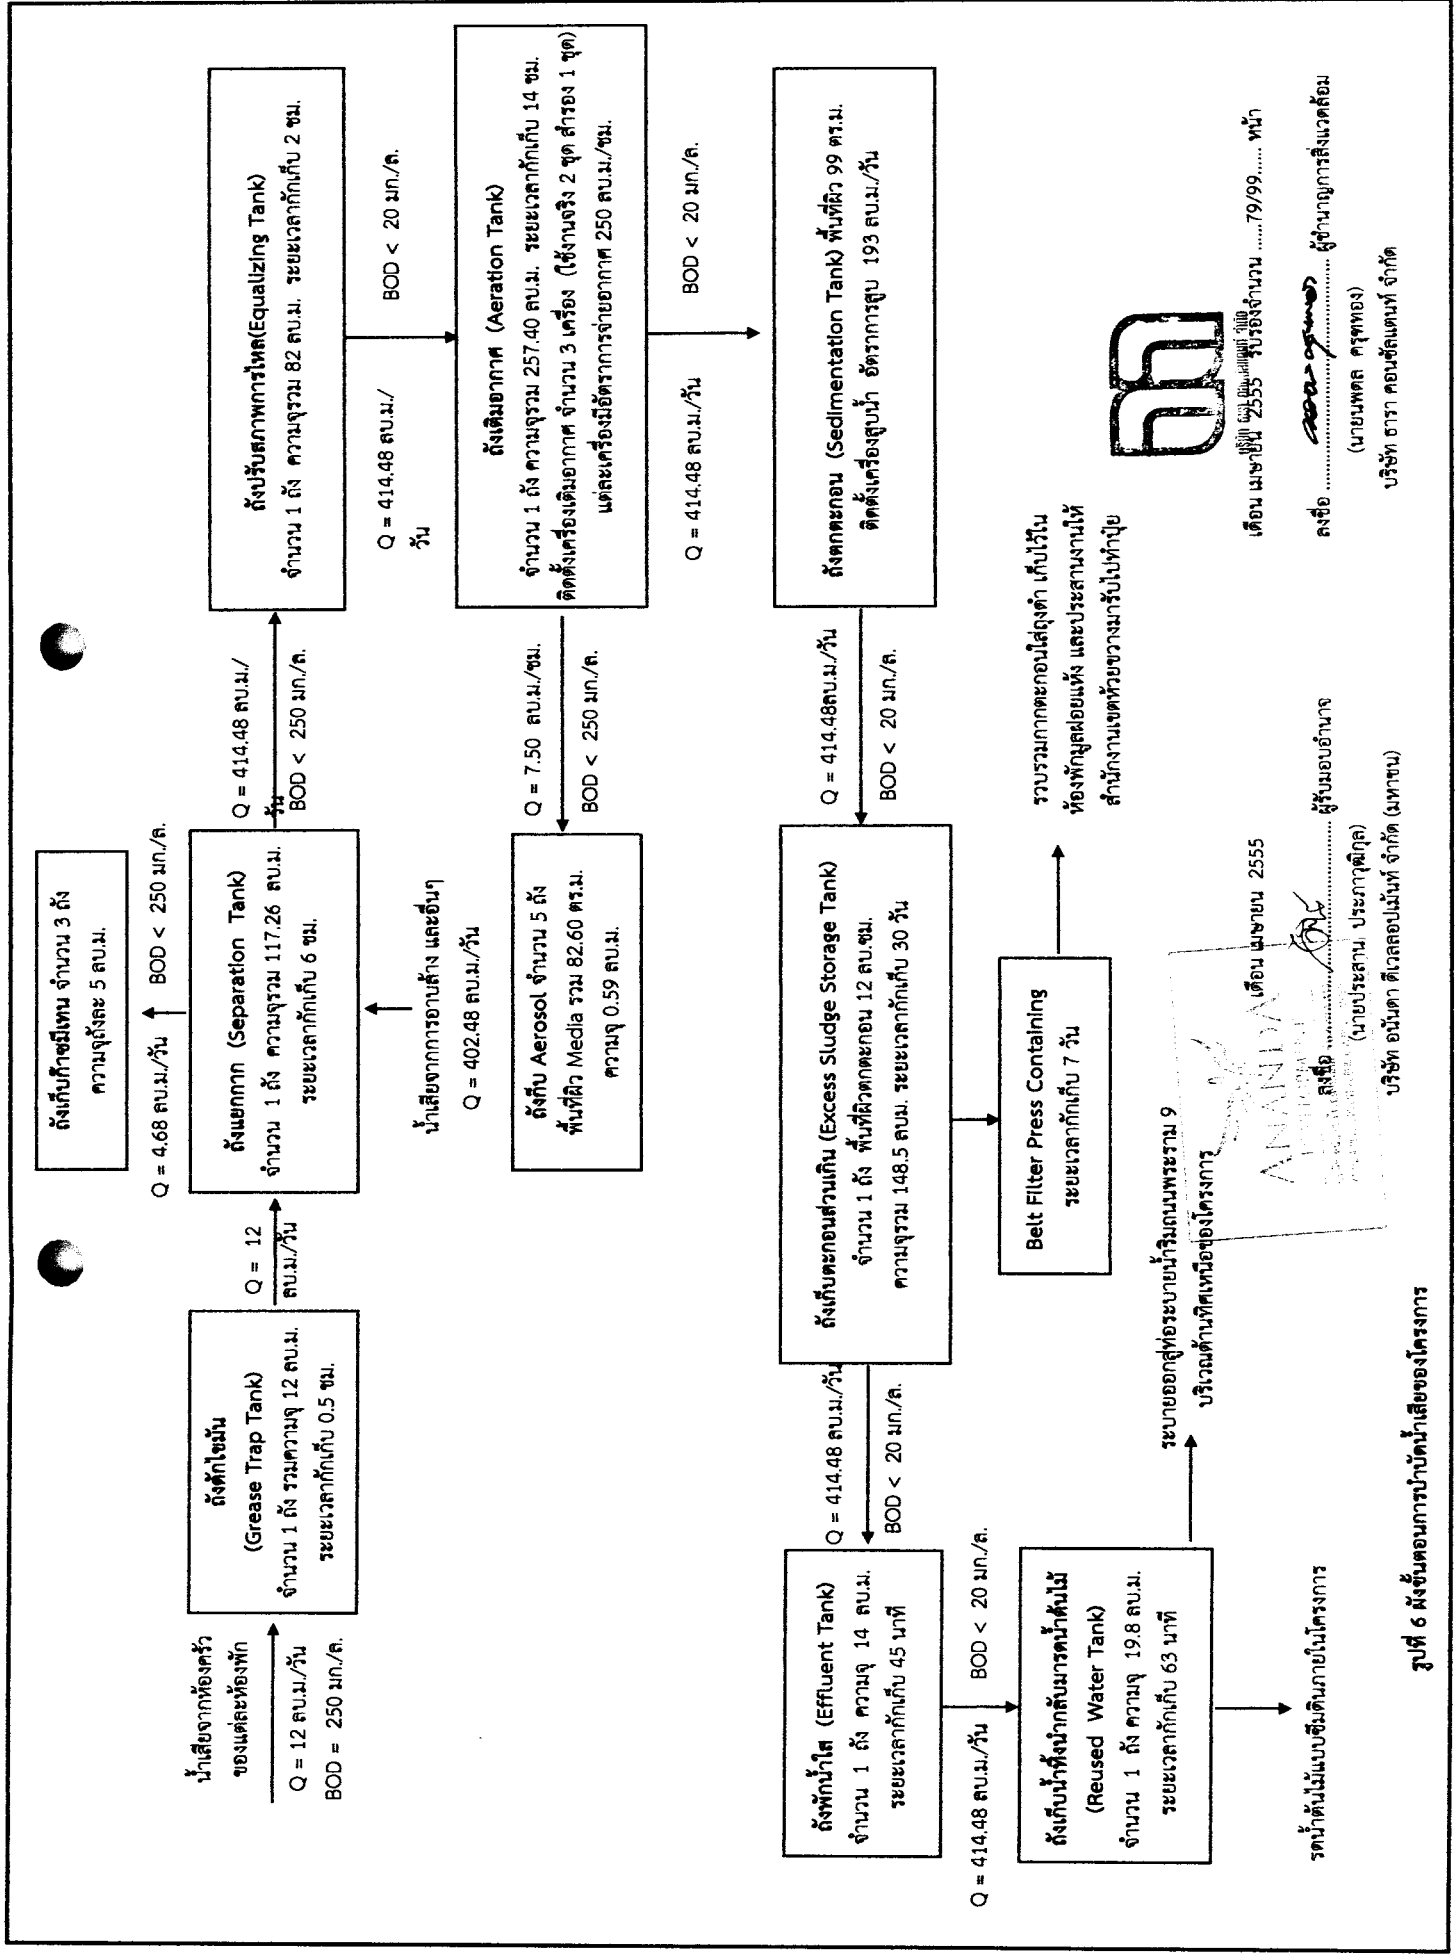 น้ำเสียจากห้องครัว
ของแต่ละห้องพัก
Q = 12 ลบ.ม./วัน
BOD = 250 มก./ล.
ถังดักไขมัน
(Grease Trap Tank)
จำนวน 1 ถัง รวมความจุ 12 ลบ.ม.
ระยะเวลากักเก็บ 0.5 ชม.
Q = 12
ลบ.ม./วัน
ถังเก็บก๊าซมีเทน จำนวน 3 ถัง
ความจุถังละ 5 ลบ.ม.
Q = 4.68 ลบ.ม./วัน BOD < 250 มก./ล.
ถังแยกกาก (Separation Tank)
จำนวน 1 ถัง ความจุรวม 117.26 ลบ.ม.
ระยะเวลากักเก็บ 6 ชม.
น้ำเสียจากการอาบล้าง และอื่นๆ
Q = 402.48 ลบ.ม./วัน
Q = 414.48 ลบ.ม./
วัน
BOD < 250 มก./ล.
ถังปรับสภาพการไหล(Equalizing Tank)
จำนวน 1 ถัง ความจุรวม 82 ลบ.ม. ระยะเวลากักเก็บ 2 ชม.
Q = 414.48 ลบ.ม./
วัน
BOD < 20 มก./ล.
ถังเติมอากาศ (Aeration Tank)
จำนวน 1 ถัง ความจุรวม 257.40 ลบ.ม. ระยะเวลากักเก็บ 14 ชม.
ติดตั้งเครื่องเติมอากาศ จำนวน 3 เครื่อง (ใช้งานจริง 2 ชุด สำรอง 1 ชุด)
แต่ละเครื่องมีอัตราการจ่ายอากาศ 250 ลบ.ม./ชม.
Q = 7.50 ลบ.ม./ชม.
BOD < 250 มก./ล.
ถังเก็บ Aerosol จำนวน 5 ถัง
พื้นที่ผิว Media รวม 82.60 ตร.ม.
ความจุ 0.59 ลบ.ม.
Q = 414.48 ลบ.ม./วัน
BOD < 20 มก./ล.
ถังตกตะกอน (Sedimentation Tank) พื้นที่ผิว 99 ตร.ม.
ติดตั้งเครื่องสูบน้ำ อัตราการสูบ 193 ลบ.ม./วัน
Q = 414.48ลบ.ม./วัน
BOD < 20 มก./ล.
ถังเก็บตะกอนส่วนเกิน (Excess Sludge Storage Tank)
จำนวน 1 ถัง พื้นที่ผิวตกตะกอน 12 ลบ.ชม.
ความจุรวม 148.5 ลบม. ระยะเวลากักเก็บ 30 วัน
Q = 414.48 ลบ.ม./วัน
BOD < 20 มก./ล.
ถังพักน้ำใส (Effluent Tank)
จำนวน 1 ถัง ความจุ 14 ลบ.ม.
ระยะเวลากักเก็บ 45 นาที
Q = 414.48 ลบ.ม./วัน BOD < 20 มก./ล.
ถังเก็บน้ำทิ้งนำกลับมารดน้ำต้นไม้
(Reused Water Tank)
จำนวน 1 ถัง ความจุ 19.8 ลบ.ม.
ระยะเวลากักเก็บ 63 นาที
รดน้ำต้นไม้แบบซึมดินภายในโครงการ
ระบายออกสู่ท่อระบายน้ำริมถนนพระราม 9
บริเวณด้านทิศเหนือของโครงการ
Belt Filter Press Containing
ระยะเวลากักเก็บ 7 วัน
รวบรวมกากตะกอนใส่ถุงดำ เก็บไว้ใน
ห้องพักมูลฝอยแห้ง และประสานงานให้
สำนักงานเขตห้วยขวางมารับไปทำปุ๋ย
ANANDA
เดือน เมษายน 2555
ลงชื่อ ........ ผู้รับมอบอำนาจ
(นายประสาน ประภาวุฒิกุล)
บริษัท อนันดา ดีเวลลอปเม้นท์ จำกัด (มหาชน)
เดือน เมษายน 2555 รับรองจำนวน ......79/99...... หน้า
ลงชื่อ ........ ผู้ชำนาญการสิ่งแวดล้อม
(นายนพดล ครุฑทอง)
บริษัท ธารา คอนซัลแตนท์ จำกัด
รูปที่ 6 ผังขั้นตอนการบำบัดน้ำเสียของโครงการ